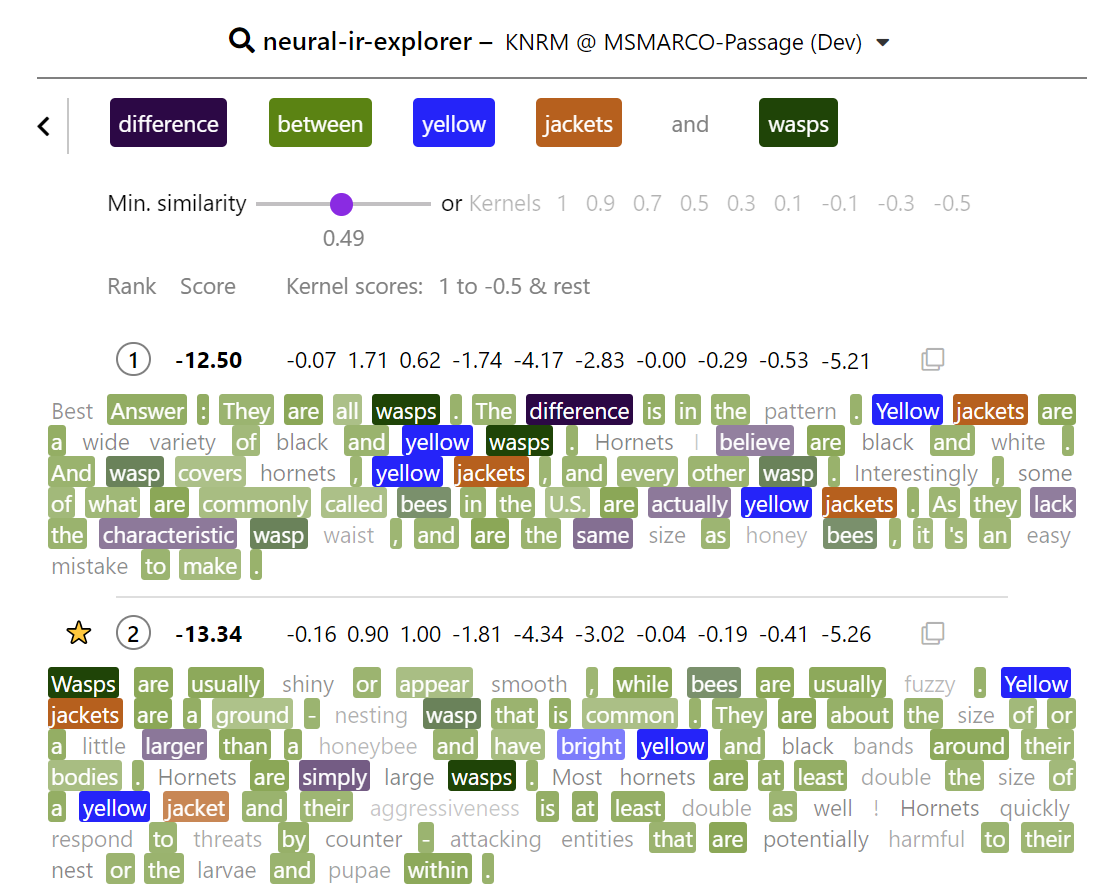 neural-ir-explorer – KNRM @ MSMARCO-Passage (Dev)
difference between yellow jackets and wasps
Min. similarity or Kernels 1 0.9 0.7 0.5 0.3 0.1 -0.1 -0.3 -0.5
0.49
Rank Score Kernel scores: 1 to -0.5 & rest
1 -12.50 -0.07 1.71 0.62 -1.74 -4.17 -2.83 -0.00 -0.29 -0.53 -5.21
Best Answer : They are all wasps . The difference is in the pattern . Yellow jackets are
a wide variety of black and yellow wasps . Hornets I believe are black and white .
And wasp covers hornets , yellow jackets , and every other wasp . Interestingly , some
of what are commonly called bees in the U.S. are actually yellow jackets . As they lack
the characteristic wasp waist , and are the same size as honey bees , it 's an easy
mistake to make .
2 -13.34 -0.16 0.90 1.00 -1.81 -4.34 -3.02 -0.04 -0.19 -0.41 -5.26
Wasps are usually shiny or appear smooth , while bees are usually fuzzy . Yellow
jackets are a ground - nesting wasp that is common . They are about the size of or
a little larger than a honeybee and have bright yellow and black bands around their
bodies . Hornets are simply large wasps . Most hornets are at least double the size of
a yellow jacket and their aggressiveness is at least double as well ! Hornets quickly
respond to threats by counter - attacking entities that are potentially harmful to their
nest or the larvae and pupae within .